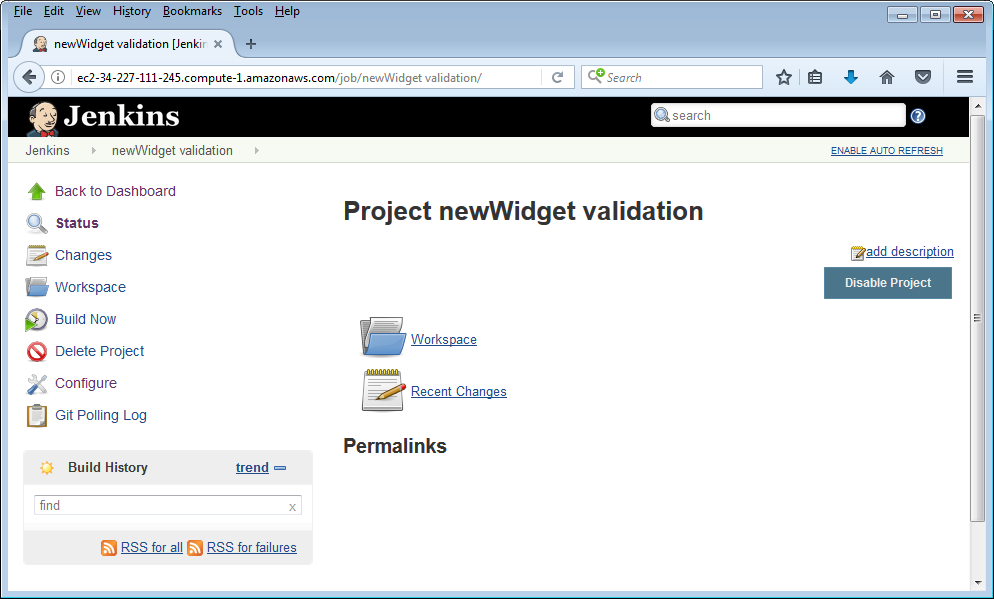 File Edit View History Bookmarks Tools Help
newWidget validation [Jenkin
ec2-34-227-111-245.compute-1.amazonaws.com/job/newWidget validation/
Search
Jenkins
search
Jenkins newWidget validation
ENABLE AUTO REFRESH
Back to Dashboard
Status
Changes
Workspace
Build Now
Delete Project
Configure
Git Polling Log
Build History trend
find x
RSS for all RSS for failures
Project newWidget validation
add description
Disable Project
Workspace
Recent Changes
Permalinks